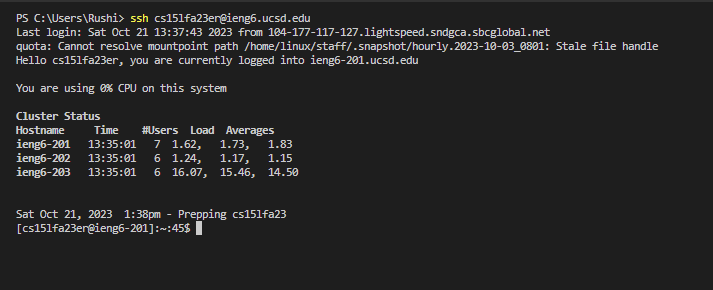 PS C:\Users\Rushi> ssh cs15lfa23er@ieng6.ucsd.edu
Last login: Sat Oct 21 13:37:43 2023 from 104-177-117-127.lightspeed.sndgca.sbcglobal.net
quota: Cannot resolve mountpoint path /home/linux/staff/.snapshot/hourly.2023-10-03_0801: Stale file handle
Hello cs15lfa23er, you are currently logged into ieng6-201.ucsd.edu
You are using 0% CPU on this system
Cluster Status
Hostname Time #Users Load Averages
ieng6-201 13:35:01 7 1.62, 1.73, 1.83
ieng6-202 13:35:01 6 1.24, 1.17, 1.15
ieng6-203 13:35:01 6 16.07, 15.46, 14.50
Sat Oct 21, 2023 1:38pm - Prepping cs15lfa23
[cs15lfa23er@ieng6-201]:~:45$